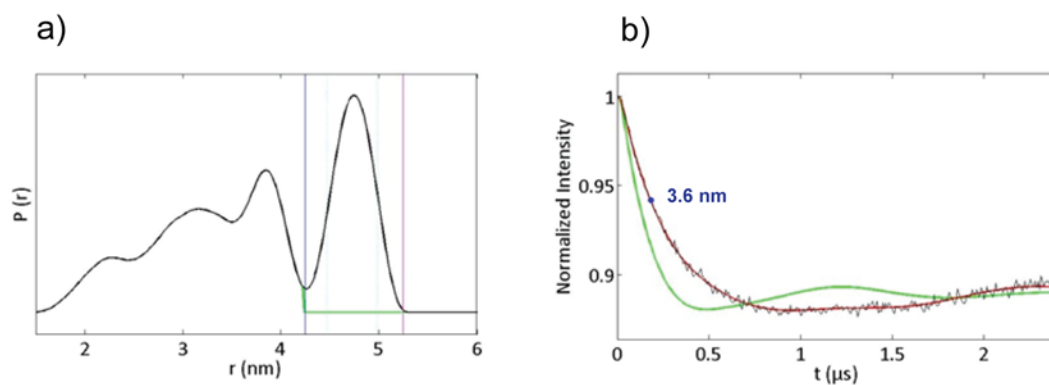 a)
P (r)
2 3 4 5 6
r (nm)
b)
Normalized Intensity
1
0.95
0.9
3.6 nm
0 0.5 1 1.5 2
t (µs)